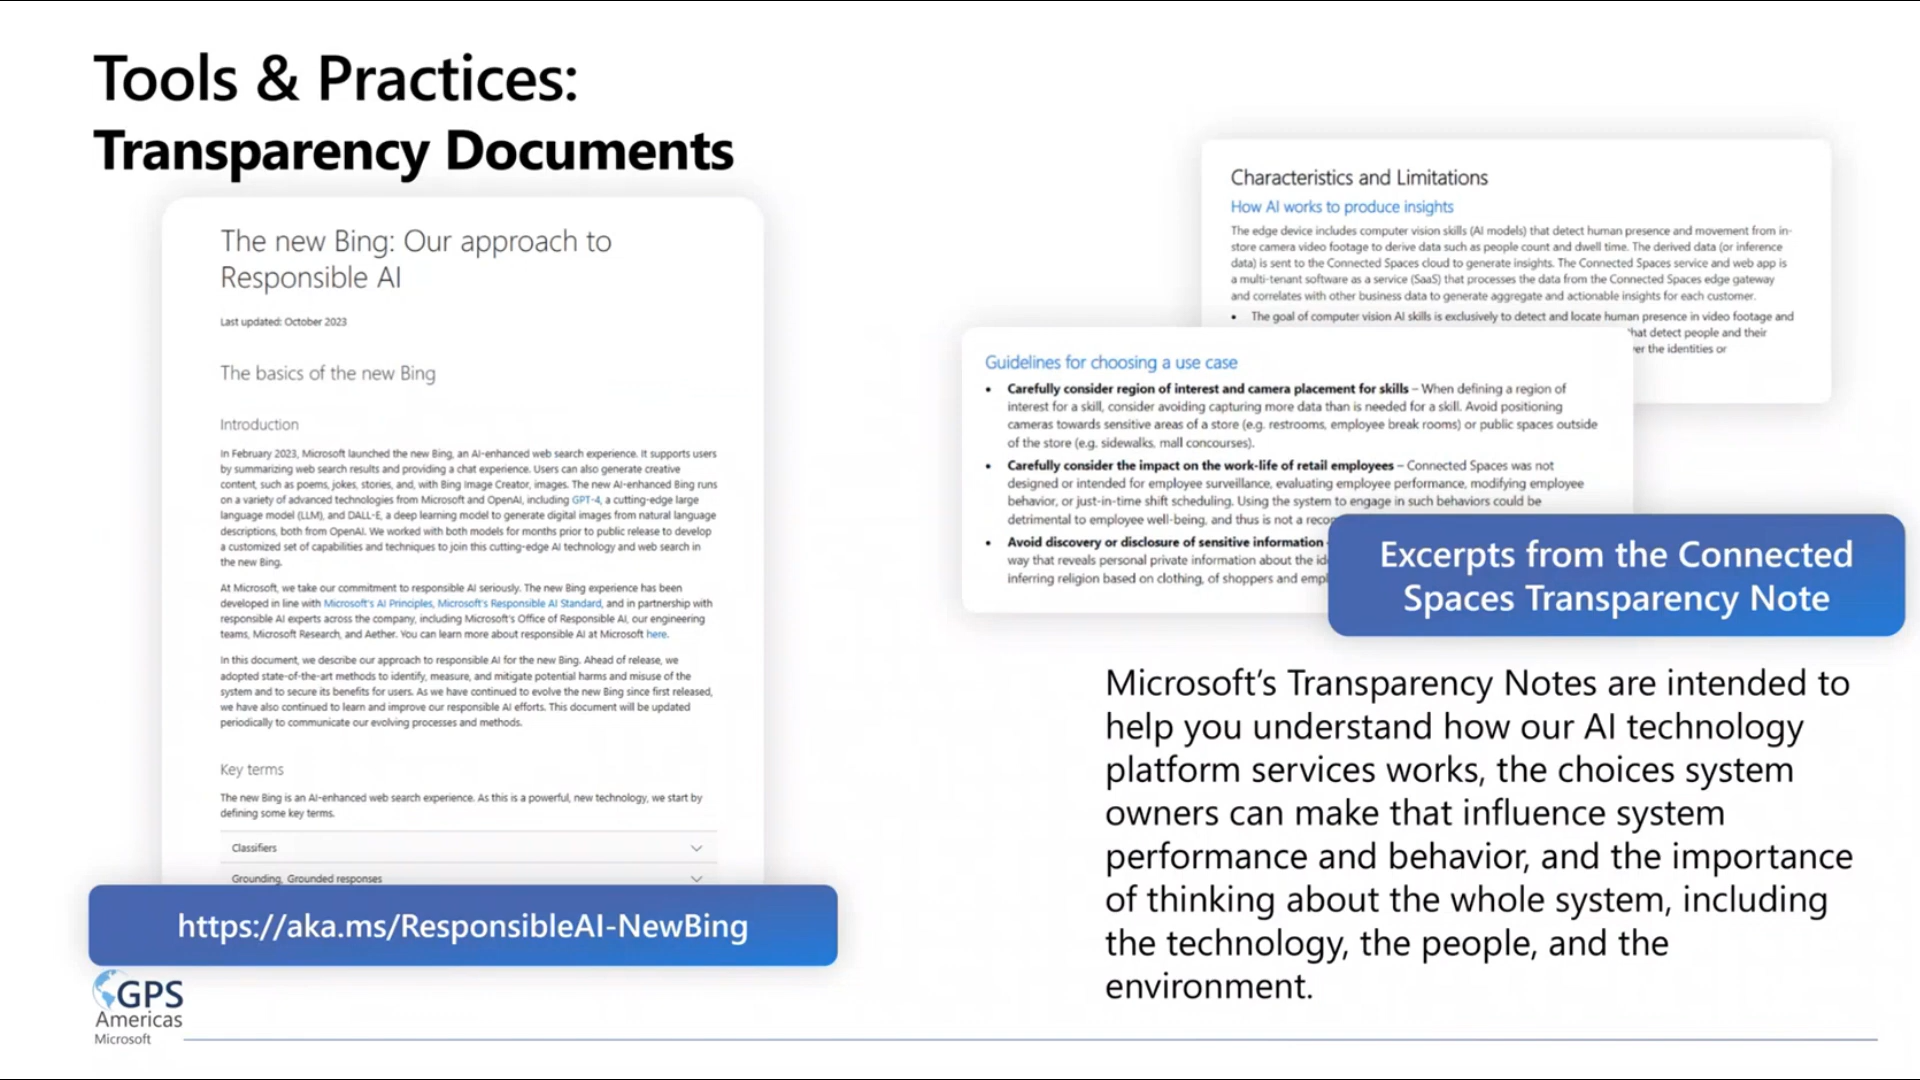 Tools & Practices:
Transparency Documents
The new Bing: Our approach to
Responsible AI
Last updated: October 2023
The basics of the new Bing
Introduction
In February 2023, Microsoft launched the new Bing, an AI-enhanced web search experience. It supports users
by summarizing web search results and providing a chat experience. Users can also generate creative
content, such as poems, jokes, stories, and, with Bing Image Creator, images. The new AI-enhanced Bing runs
on a variety of advanced technologies from Microsoft and OpenAI, including GPT-4, a cutting-edge large
language model (LLM), and DALL-E, a deep learning model to generate digital images from natural language
descriptions, both from OpenAI. We worked with both models for months prior to public release to develop
a customized set of capabilities and techniques to join this cutting-edge AI technology and web search in
the new Bing.
At Microsoft, we take our commitment to responsible AI seriously. The new Bing experience has been
developed in line with Microsoft's AI Principles, Microsoft's Responsible AI Standard, and in partnership with
responsible AI experts across the company, including Microsoft's Office of Responsible AI, our engineering
teams, Microsoft Research, and Aether. You can learn more about responsible AI at Microsoft here.
In this document, we describe our approach to responsible AI for the new Bing. Ahead of release, we
adopted state-of-the-art methods to identify, measure, and mitigate potential harms and misuse of the
system and to secure its benefits for users. As we have continued to evolve the new Bing since first released,
we have also continued to learn and improve our responsible AI efforts. This document will be updated
periodically to communicate our evolving processes and methods.
Key terms
The new Bing is an AI-enhanced web search experience. As this is a powerful, new technology, we start by
defining some key terms.
Classifiers
Grounding, Grounded responses
https://aka.ms/ResponsibleAI-NewBing
Characteristics and Limitations
How AI works to produce insights
The edge device includes computer vision skills (AI models) that detect human presence and movement from in-
store camera video footage to derive data such as people count and dwell time. The derived data (or inference
data) is sent to the Connected Spaces cloud to generate insights. The Connected Spaces service and web app is
a multi-tenant software as a service (SaaS) that processes the data from the Connected Spaces edge gateway
and correlates with other business data to generate aggregate and actionable insights for each customer.
• The goal of computer vision AI skills is exclusively to detect and locate human presence in video footage and
that detect people and their
er the identities or
Guidelines for choosing a use case
• Carefully consider region of interest and camera placement for skills – When defining a region of
interest for a skill, consider avoiding capturing more data than is needed for a skill. Avoid positioning
cameras towards sensitive areas of a store (e.g. restrooms, employee break rooms) or public spaces outside
of the store (e.g. sidewalks, mall concourses).
• Carefully consider the impact on the work-life of retail employees – Connected Spaces was not
designed or intended for employee surveillance, evaluating employee performance, modifying employee
behavior, or just-in-time shift scheduling. Using the system to engage in such behaviors could be
detrimental to employee well-being, and thus is not a reco
• Avoid discovery or disclosure of sensitive information
way that reveals personal private information about the id
inferring religion based on clothing, of shoppers and empl
Excerpts from the Connected
Spaces Transparency Note
Microsoft’s Transparency Notes are intended to
help you understand how our AI technology
platform services works, the choices system
owners can make that influence system
performance and behavior, and the importance
of thinking about the whole system, including
the technology, the people, and the
environment.
GPS
Americas
Microsoft